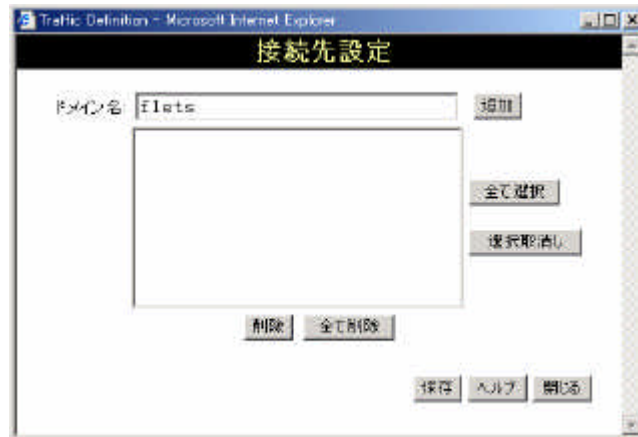 Traffic Definition - Microsoft Internet Explorer
接続先設定
ドメイン名 flets 追加
全て選択
選択取消し
削除 全て削除
保存 ヘルプ 閉じる